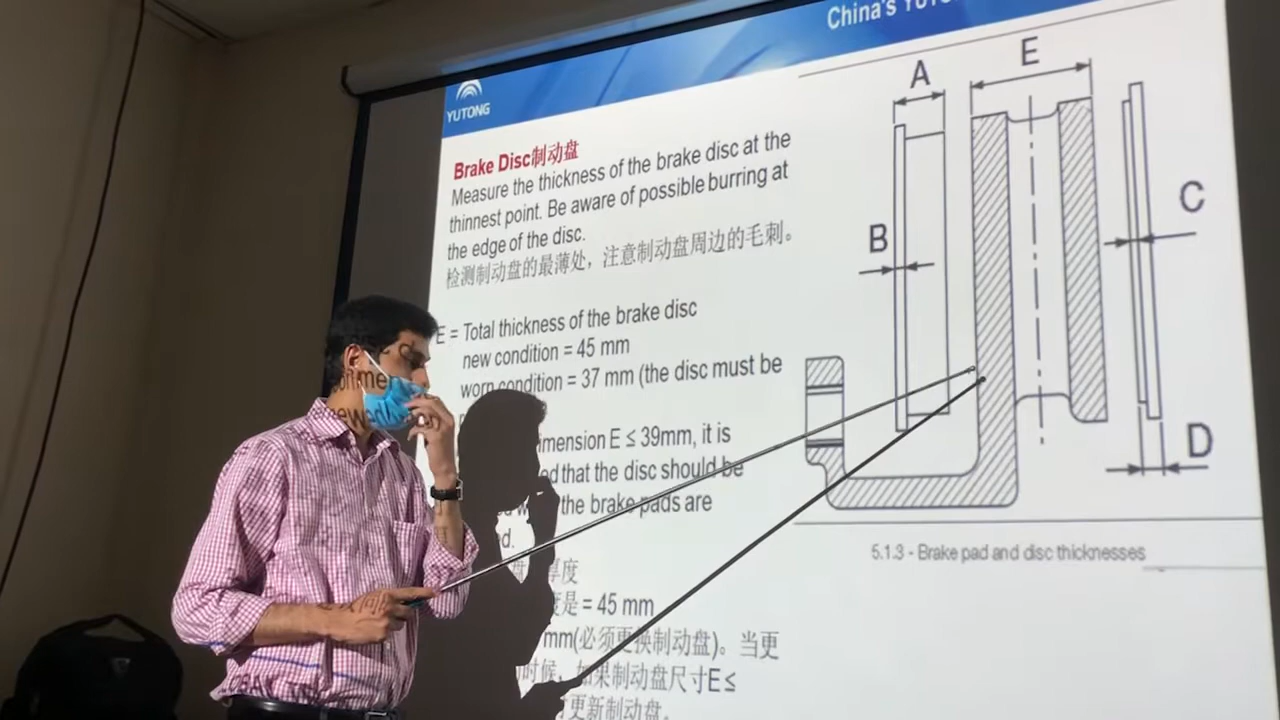 China's YUTO
YUTONG
Brake Disc制动盘
Measure the thickness of the brake disc at the
thinnest point. Be aware of possible burring at
the edge of the disc.
检测制动盘的最薄处，注意制动盘周边的毛刺。
E = Total thickness of the brake disc
new condition = 45 mm
worn condition = 37 mm (the disc must be
imension E ≤ 39mm, it is
ed that the disc should be
the brake pads are
d.
厚度
度是 = 45 mm
mm(必须更换制动盘)。当更
时候，如果制动盘尺寸E≤
更新制动盘。
A
E
B
C
D
5.1.3 - Brake pad and disc thicknesses